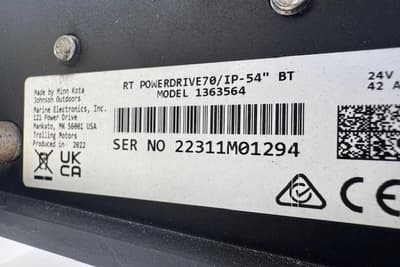 RT POWERDRIVE70/IP-54" BT
MODEL 1363564
Made by Minn Kota
Johnson Outdoors
Marine Electronics, Inc.
121 Power Drive
Mankato, MN 56001 USA
Trolling Motors
Produced in- 2022
24V
42 A
SER NO 22311M01294
UK
CA
CE